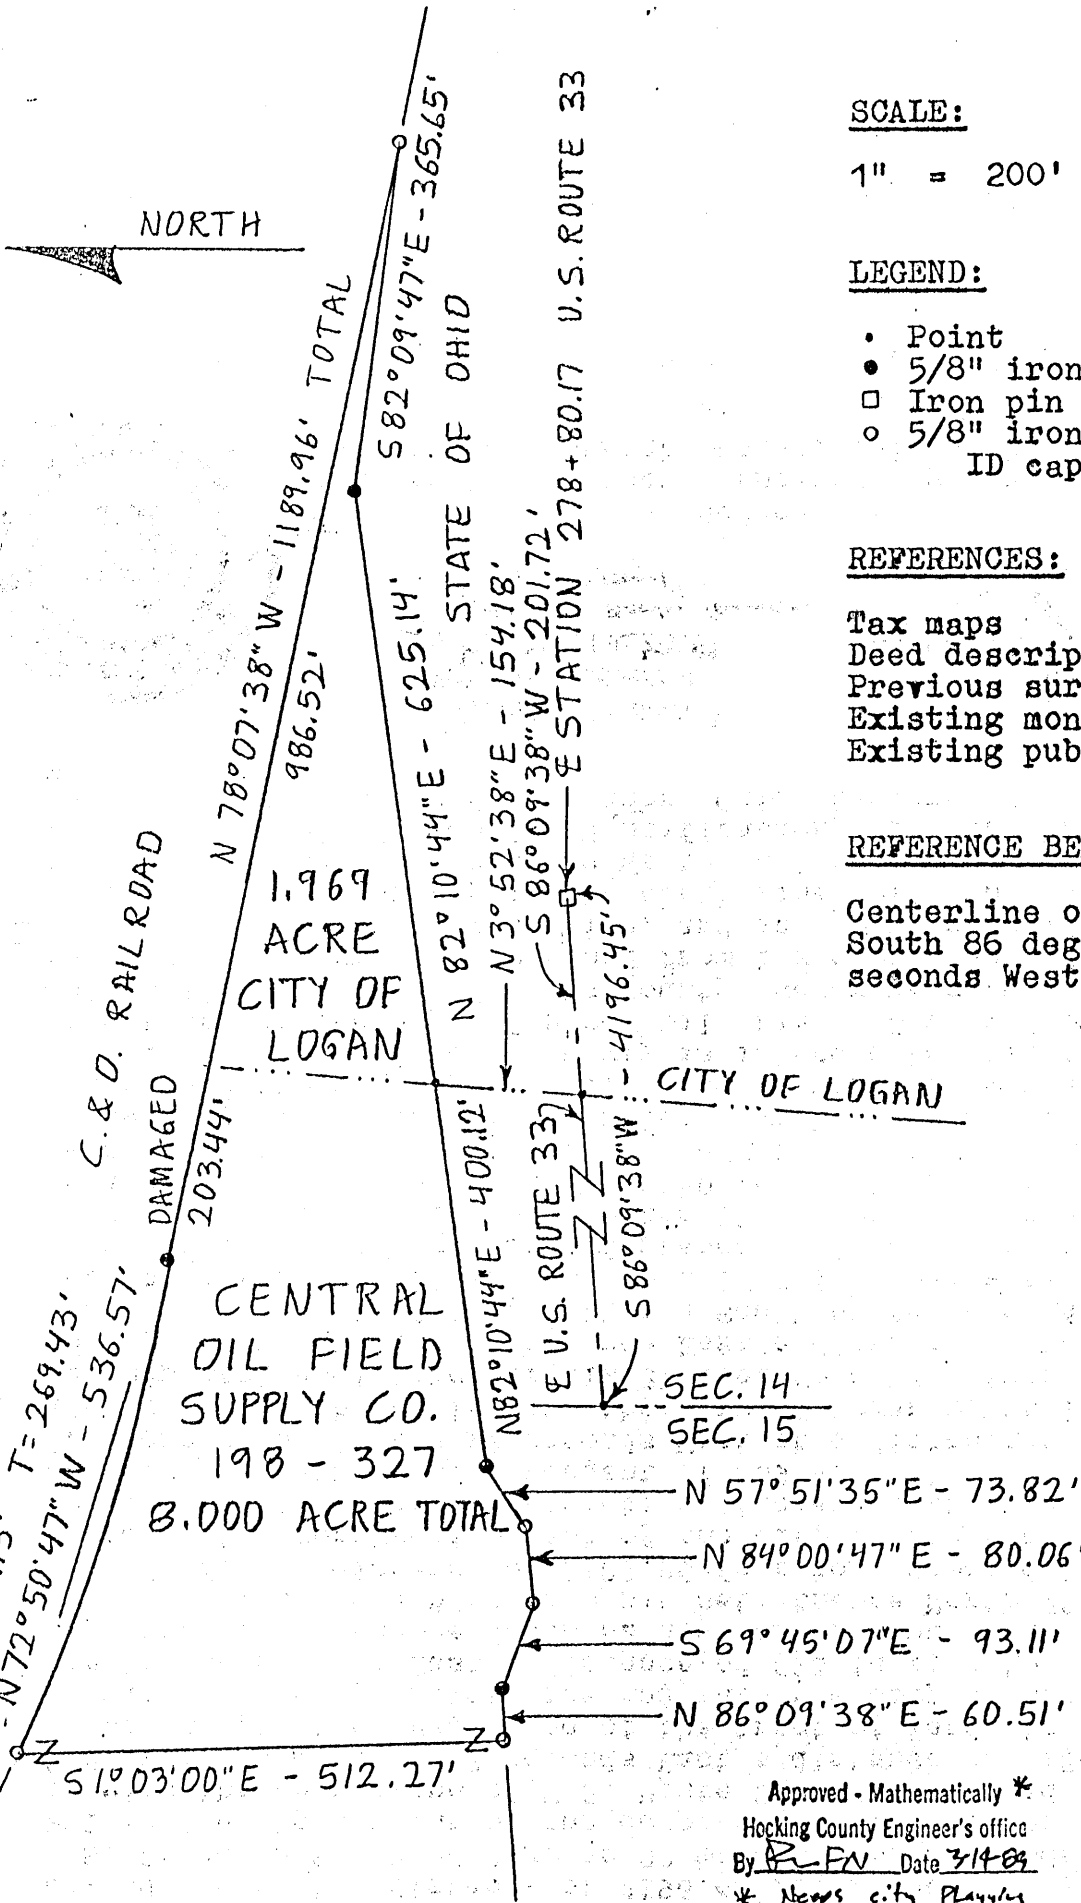 SCALE:
1" = 200'
NORTH
LEGEND:
• Point
● 5/8" iron
□ Iron pin
○ 5/8" iron
ID cap
REFERENCES:
Tax maps
Deed descrip
Previous sur
Existing mon
Existing pub
REFERENCE BE
Centerline o
South 86 deg
seconds West
S 82° 09' 47" E - 365.65'
STATE OF OHIO
℄ STATION 278+80.17 U.S. ROUTE 33
N 78° 07' 38" W - 1189.96' TOTAL
986.52'
N 82° 10' 44" E - 625.14'
N 3° 52' 38" E - 154.18'
S 86° 09' 38" W - 201.72'
S 86° 09' 38" W - 4196.45'
1.969
ACRE
CITY OF
LOGAN
CITY OF LOGAN
C. & O. RAILROAD
DAMAGED
203.44'
N 82° 10' 44" E - 400.12'
℄ U.S. ROUTE 33
CENTRAL
OIL FIELD
SUPPLY CO.
198 - 327
8.000 ACRE TOTAL
T = 269.43'
N 72° 50' 47" W - 536.57'
SEC. 14
SEC. 15
N 57° 51' 35" E - 73.82'
N 84° 00' 47" E - 80.06'
S 69° 45' 07" E - 93.11'
N 86° 09' 38" E - 60.51'
S 1° 03' 00" E - 512.27'
Approved - Mathematically *
Hocking County Engineer's office
By Date 3/14/89
* Needs city Planning